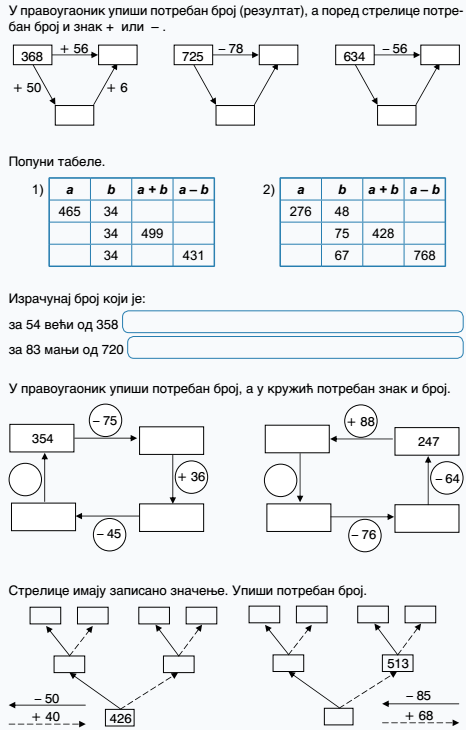 У правоугаоник упиши потребан број (резултат), а поред стрелице потре-
бан број и знак + или − .
368 + 56 725 − 78 634 − 56
+ 50 + 6
Попуни табеле.
1) a b a + b a − b 2) a b a + b a − b
465 34 276 48
34 499 75 428
34 431 67 768
Израчунај број који је:
за 54 већи од 358
за 83 мањи од 720
У правоугаоник упиши потребан број, а у кружић потребан знак и број.
− 75 + 88
354 247
+ 36 − 64
− 45 − 76
Стрелице имају записано значење. Упиши потребан број.
513
− 50 − 85
+ 40 426 + 68